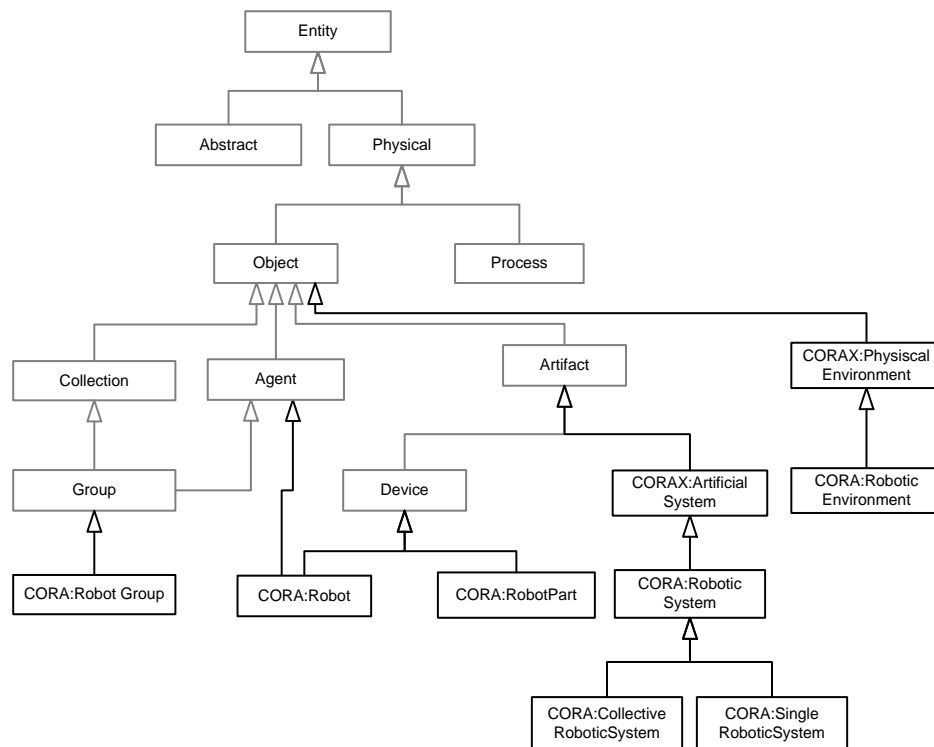 Entity
Abstract
Physical
Object
Process
Collection
Agent
Artifact
CORAX:Physiscal
Environment
Group
Device
CORAX:Artificial
System
CORA:Robotic
Environment
CORA:Robot Group
CORA:Robot
CORA:RobotPart
CORA:Robotic
System
CORA:Collective
RoboticSystem
CORA:Single
RoboticSystem